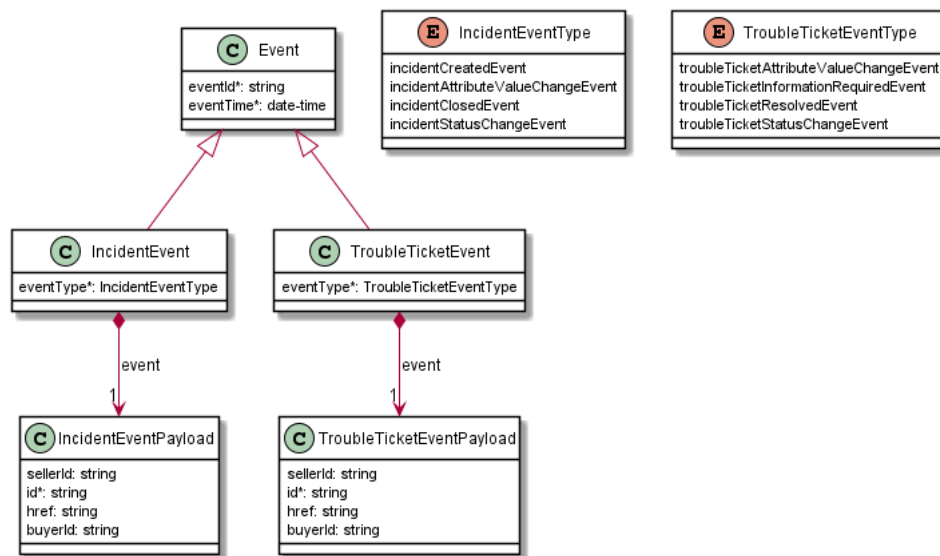 C Event
eventId*: string
eventTime*: date-time
E IncidentEventType
incidentCreatedEvent
incidentAttributeValueChangeEvent
incidentClosedEvent
incidentStatusChangeEvent
E TroubleTicketEventType
troubleTicketAttributeValueChangeEvent
troubleTicketInformationRequiredEvent
troubleTicketResolvedEvent
troubleTicketStatusChangeEvent
C IncidentEvent
eventType*: IncidentEventType
C TroubleTicketEvent
eventType*: TroubleTicketEventType
event
1
event
1
C IncidentEventPayload
sellerId: string
id*: string
href: string
buyerId: string
C TroubleTicketEventPayload
sellerId: string
id*: string
href: string
buyerId: string